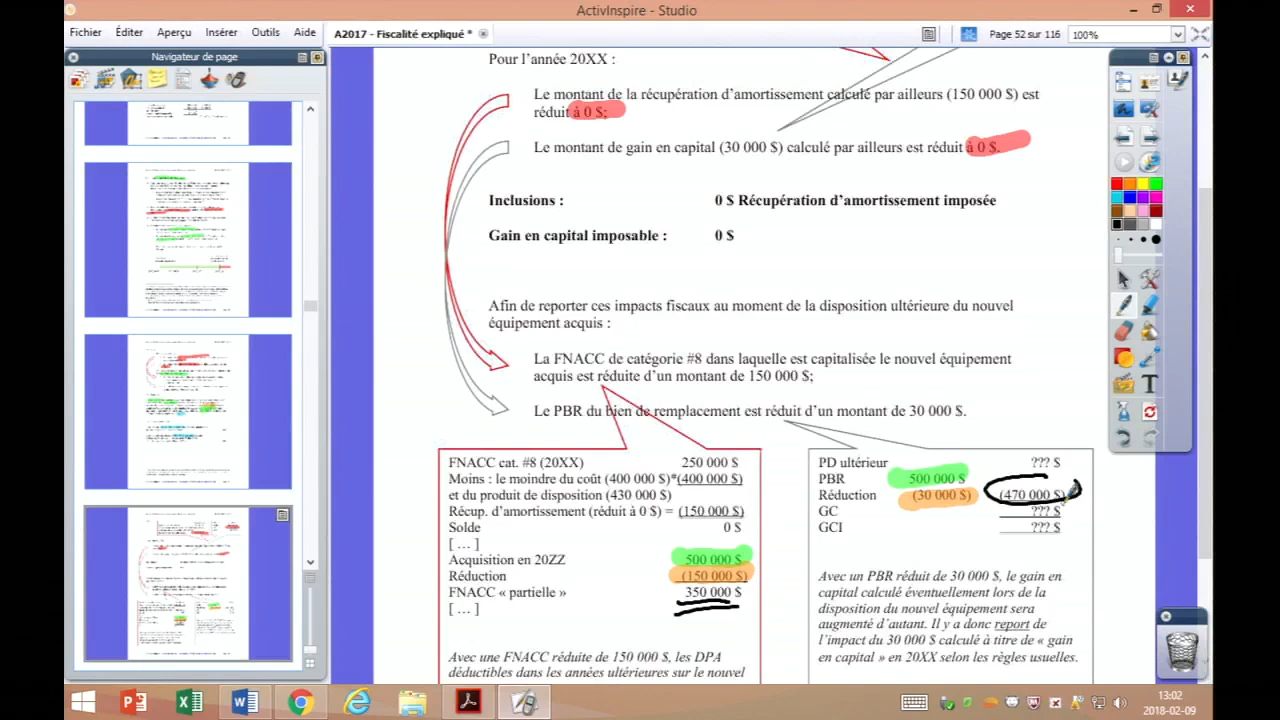 ActivInspire - Studio
Fichier Éditer Aperçu Insérer Outils Aide
A2017 - Fiscalité expliqué *
Page 52 sur 116
100%
Navigateur de page
Pour l'année 20XX :
Le montant de la récupération d'amortissement calculé par ailleurs (150 000 $) est
réduit à 0 $;
Le montant de gain en capital (30 000 $) calculé par ailleurs est réduit à 0 $.
Inclusions : 0 $ Récupération d'amortissement imposée
Gain en capital imposable : 0 $
Afin de reporter ces impacts fiscaux au moment de la disposition ultérieure du nouvel
équipement acquis :
La FNACC de catégorie #8 dans laquelle est capitalisé le nouvel équipement
acquis est d'un montant de 150 000 $;
Le PBR du bien de remplacement est réduit d'un montant de 30 000 $.
FNACC cat. #8 (20XX) 250 000 $
Moins : le moindre du coût (400 000 $)*(400 000 $)
et du produit de disposition (430 000 $)
Récup. d'amortissement (réduit à 0 $) = (150 000 $)
Solde 0 $
[ … ]
Acquisition en 20ZZ 500 000 $
Réduction (150 000 $)
FNACC « partielle » 350 000 $
[ … ]
Avec une FNACC réduite de 150 000 $, les DPA
déductibles dans les années ultérieures sur le nouvel
PD ultérieur ??? $
PBR 500 000 $
Réduction (30 000 $) (470 000 $)
GC ??? $
GCI ??? $
Avec un PBR réduit de 30 000 $, le gain en
capital calculé éventuellement lors de la
disposition du nouvel équipement sera
augmenté d'autant. Il y a donc report de
l'impact de 30 000 $ calculé à titre de « gain
en capital » en 20XX selon les règles usuelles.
13:02
2018-02-09